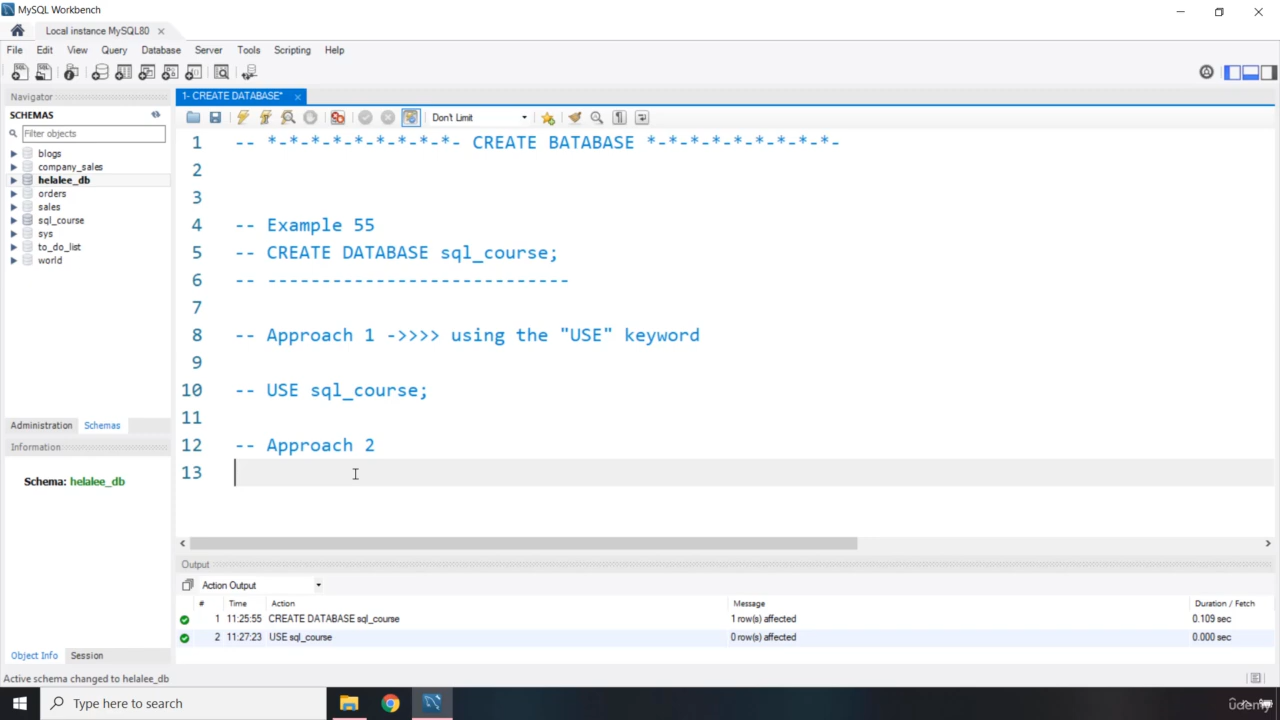 MySQL Workbench
Local instance MySQL80
File Edit View Query Database Server Tools Scripting Help
Navigator
SCHEMAS
Filter objects
blogs
company_sales
helalee_db
orders
sales
sql_course
sys
to_do_list
world
Administration Schemas
Information
Schema: helalee_db
Object Info Session
1- CREATE DATABASE*
Don't Limit
1 -- *-*-*-*-*-*-*-*-*- CREATE BATABASE *-*-*-*-*-*-*-*-*-
2
3
4 -- Example 55
5 -- CREATE DATABASE sql_course;
6 -- ----------------------------
7
8 -- Approach 1 ->>>> using the "USE" keyword
9
10 -- USE sql_course;
11
12 -- Approach 2
13
Output
Action Output
# Time Action Message Duration / Fetch
1 11:25:55 CREATE DATABASE sql_course 1 row(s) affected 0.109 sec
2 11:27:23 USE sql_course 0 row(s) affected 0.000 sec
Active schema changed to helalee_db
Type here to search
udemy